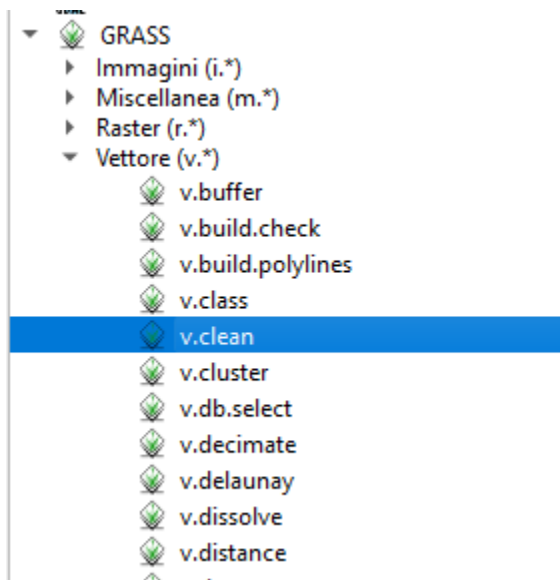 GRASS
Immagini (i.*)
Miscellanea (m.*)
Raster (r.*)
Vettore (v.*)
v.buffer
v.build.check
v.build.polylines
v.class
v.clean
v.cluster
v.db.select
v.decimate
v.delaunay
v.dissolve
v.distance